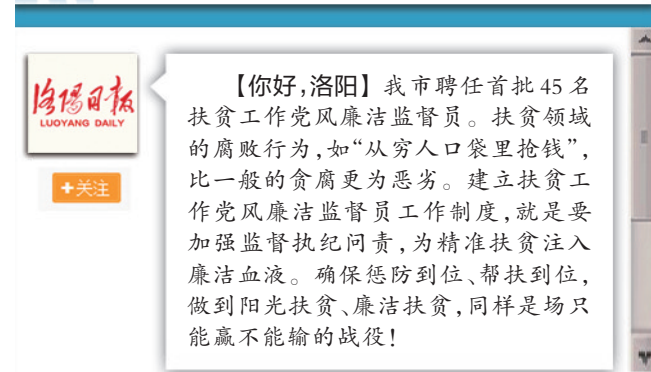 洛阳日报
LUOYANG DAILY
+关注
【你好,洛阳】我市聘任首批45名
扶贫工作党风廉洁监督员。扶贫领域
的腐败行为,如“从穷人口袋里抢钱”,
比一般的贪腐更为恶劣。建立扶贫工
作党风廉洁监督员工作制度,就是要
加强监督执纪问责,为精准扶贫注入
廉洁血液。确保惩防到位、帮扶到位,
做到阳光扶贫、廉洁扶贫,同样是场只
能赢不能输的战役!